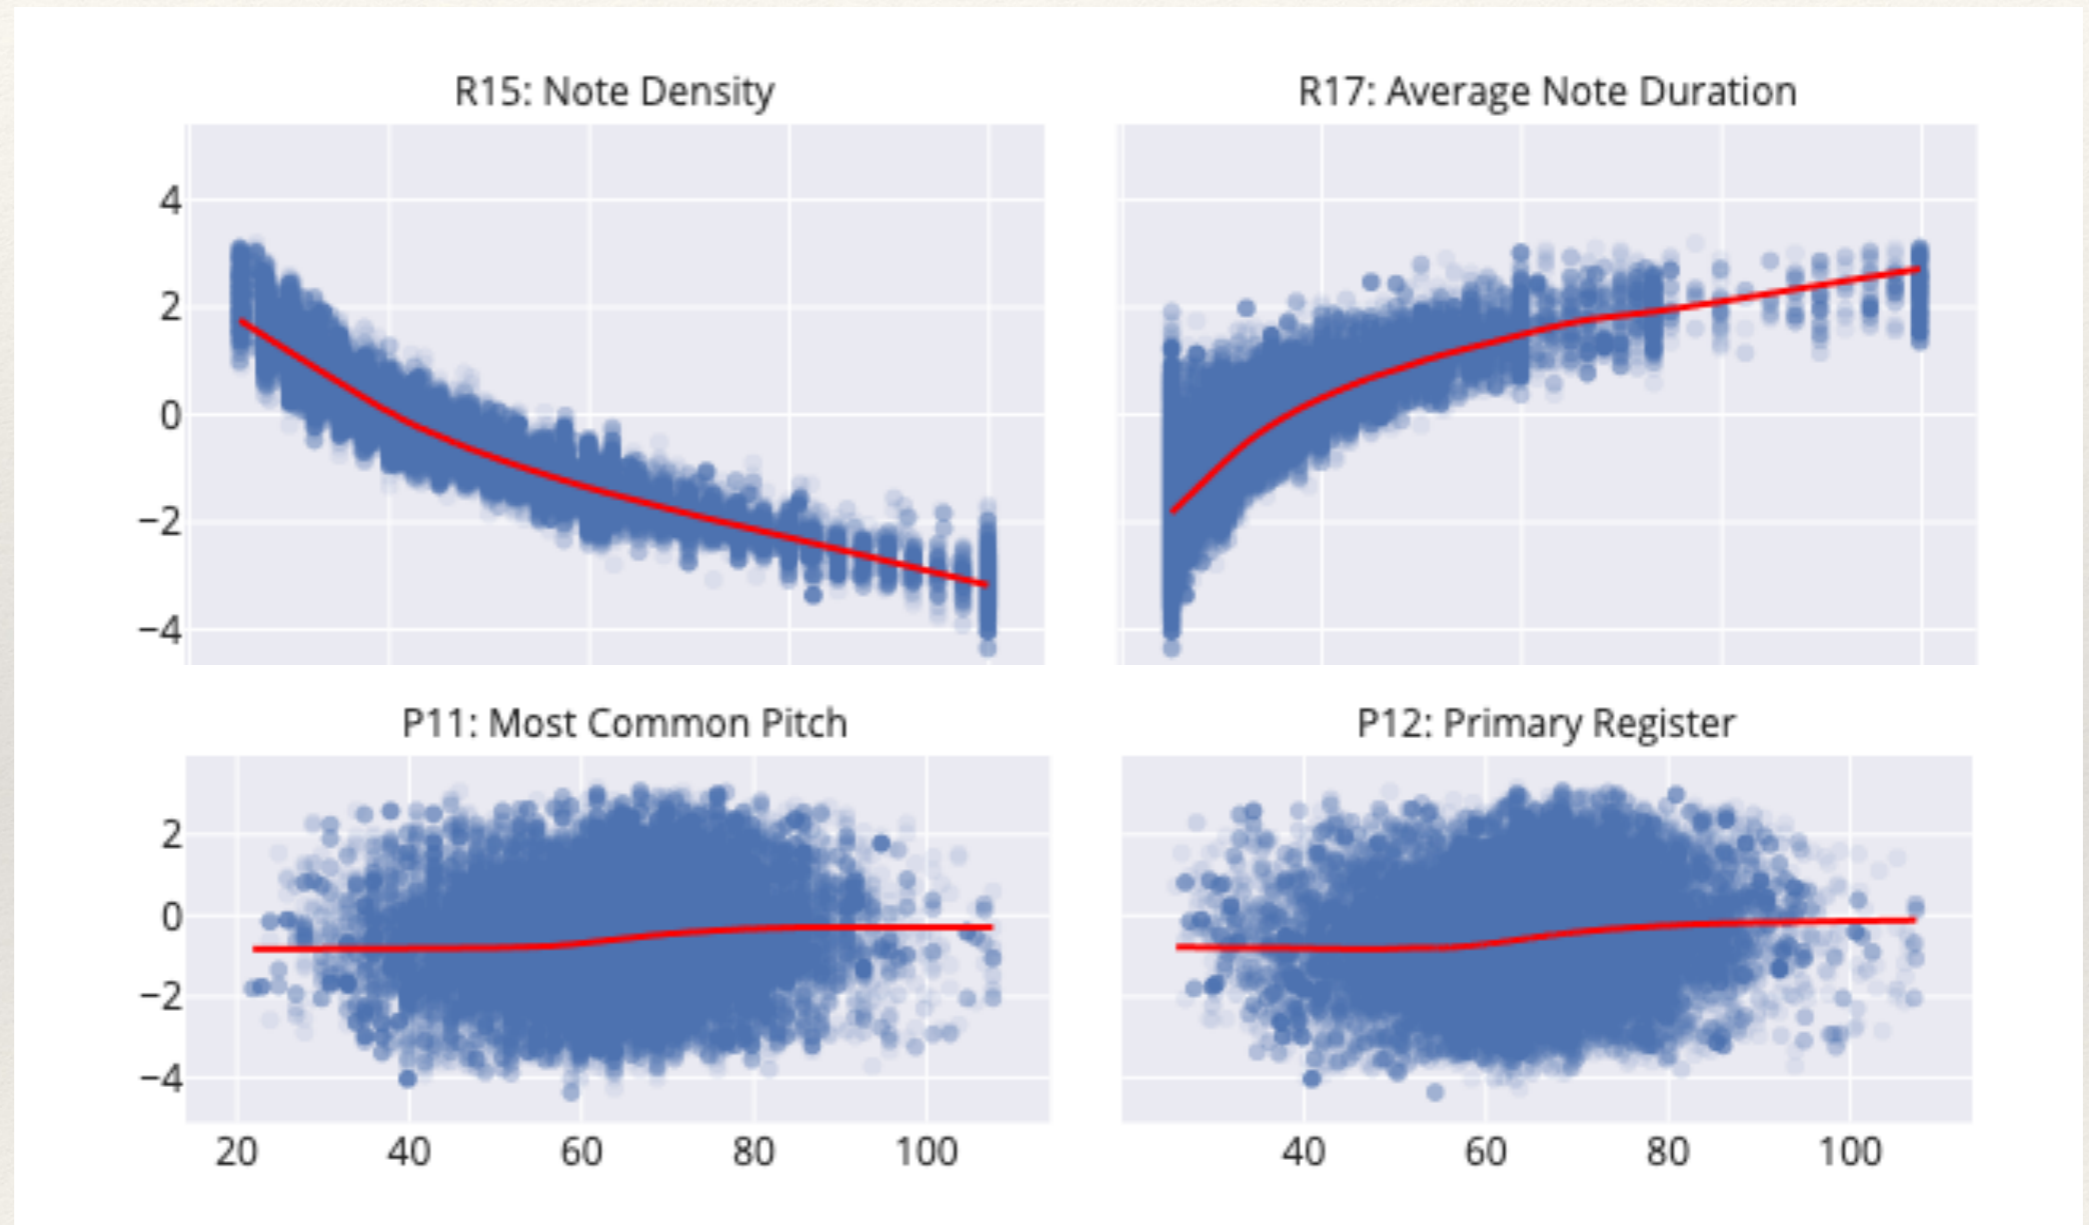 R15: Note Density
R17: Average Note Duration
4
2
0
−2
−4
P11: Most Common Pitch
P12: Primary Register
2
0
−2
−4
20 40 60 80 100
40 60 80 100